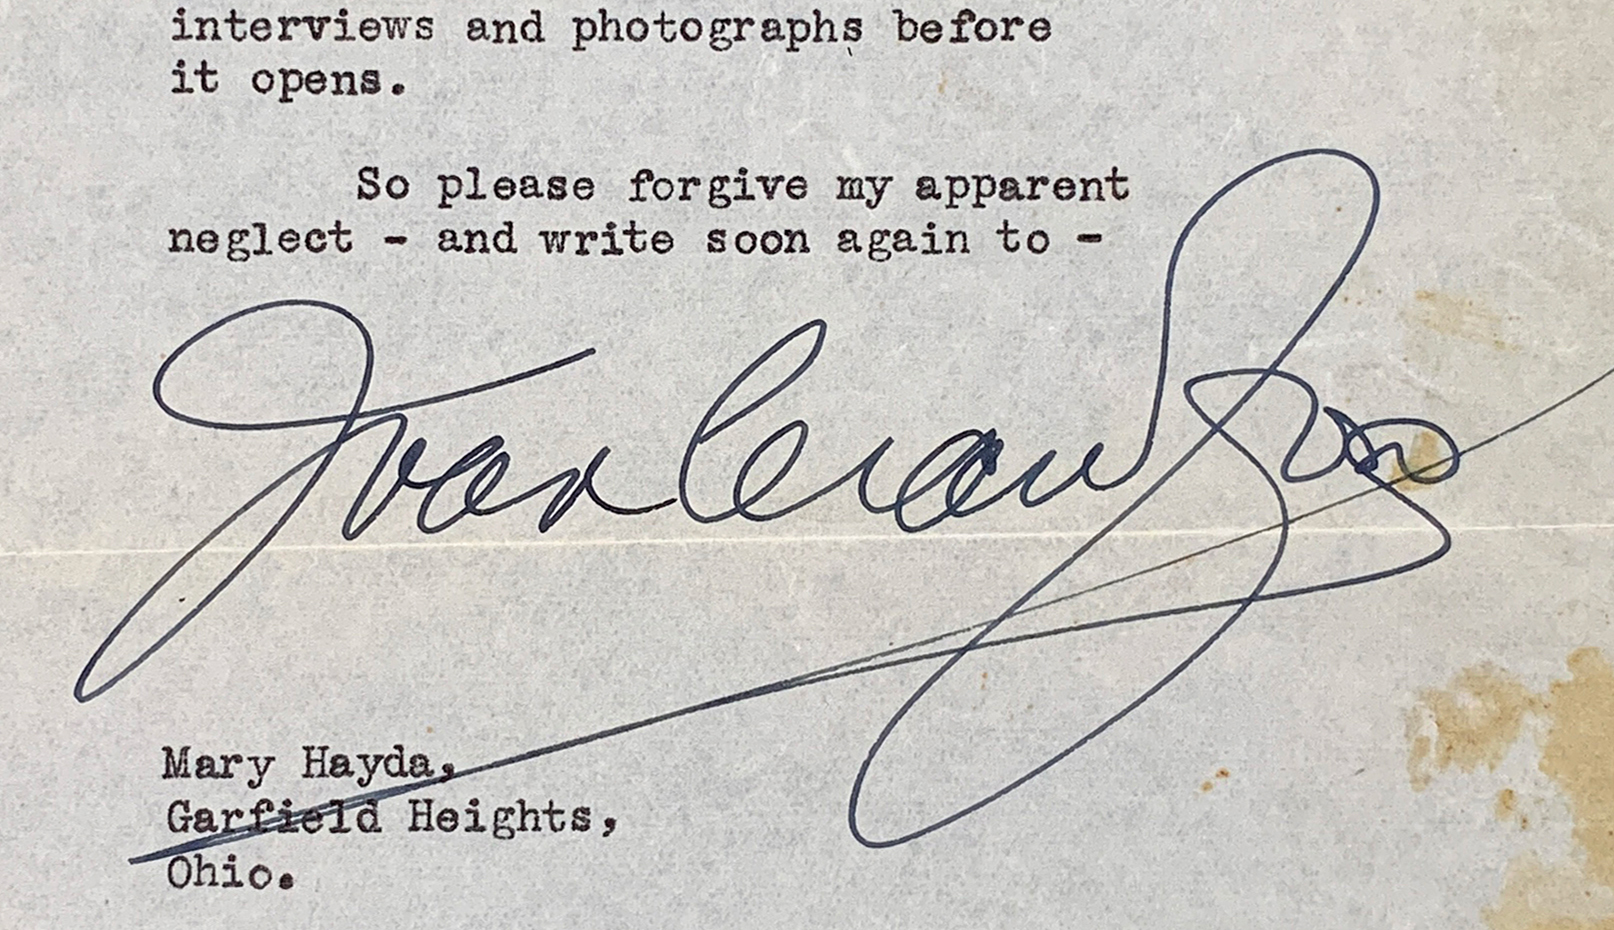 interviews and photographs before
it opens.
So please forgive my apparent
neglect - and write soon again to -
Joan Crawford
Mary Hayda,
Garfield Heights,
Ohio.